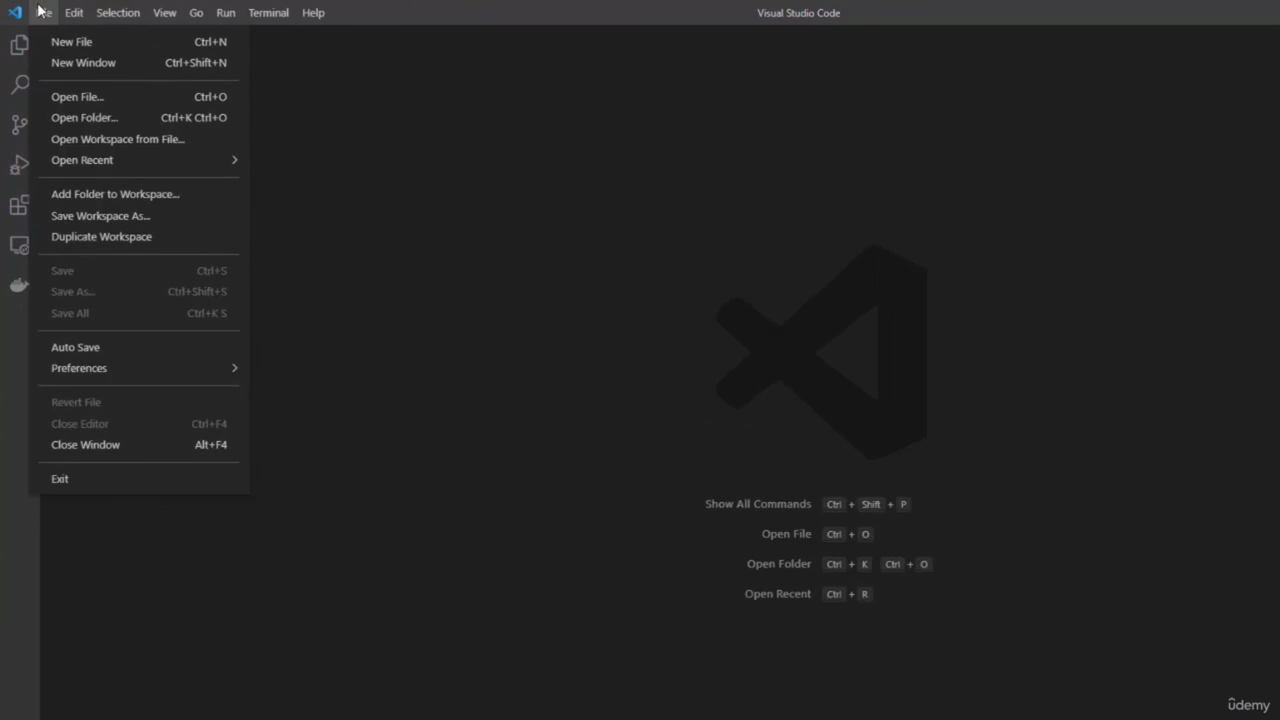 File Edit Selection View Go Run Terminal Help Visual Studio Code
New File Ctrl+N
New Window Ctrl+Shift+N
Open File... Ctrl+O
Open Folder... Ctrl+K Ctrl+O
Open Workspace from File...
Open Recent
Add Folder to Workspace...
Save Workspace As...
Duplicate Workspace
Save Ctrl+S
Save As... Ctrl+Shift+S
Save All Ctrl+K S
Auto Save
Preferences
Revert File
Close Editor Ctrl+F4
Close Window Alt+F4
Exit
Show All Commands Ctrl + Shift + P
Open File Ctrl + O
Open Folder Ctrl + K Ctrl + O
Open Recent Ctrl + R
ûdemy